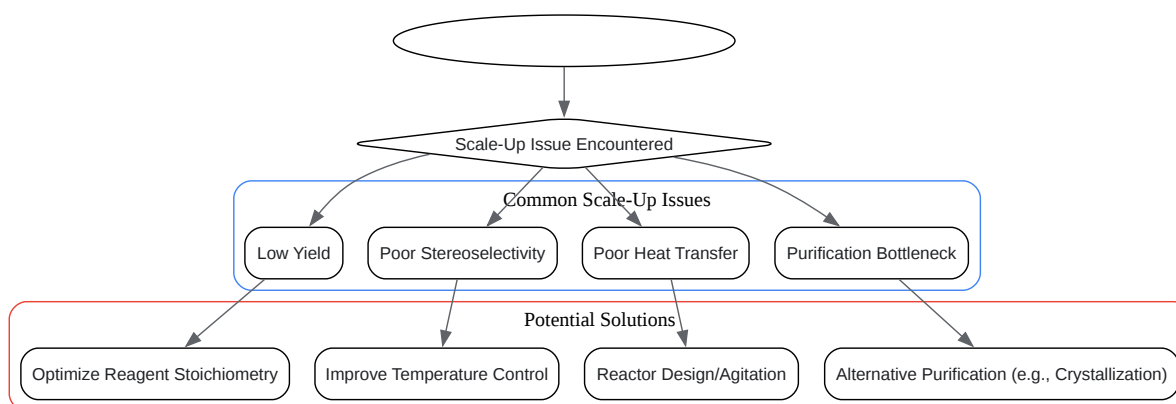 Scale-Up Issue Encountered
Common Scale-Up Issues
Low Yield
Poor Stereoselectivity
Poor Heat Transfer
Purification Bottleneck
Potential Solutions
Optimize Reagent Stoichiometry
Improve Temperature Control
Reactor Design/Agitation
Alternative Purification (e.g., Crystallization)